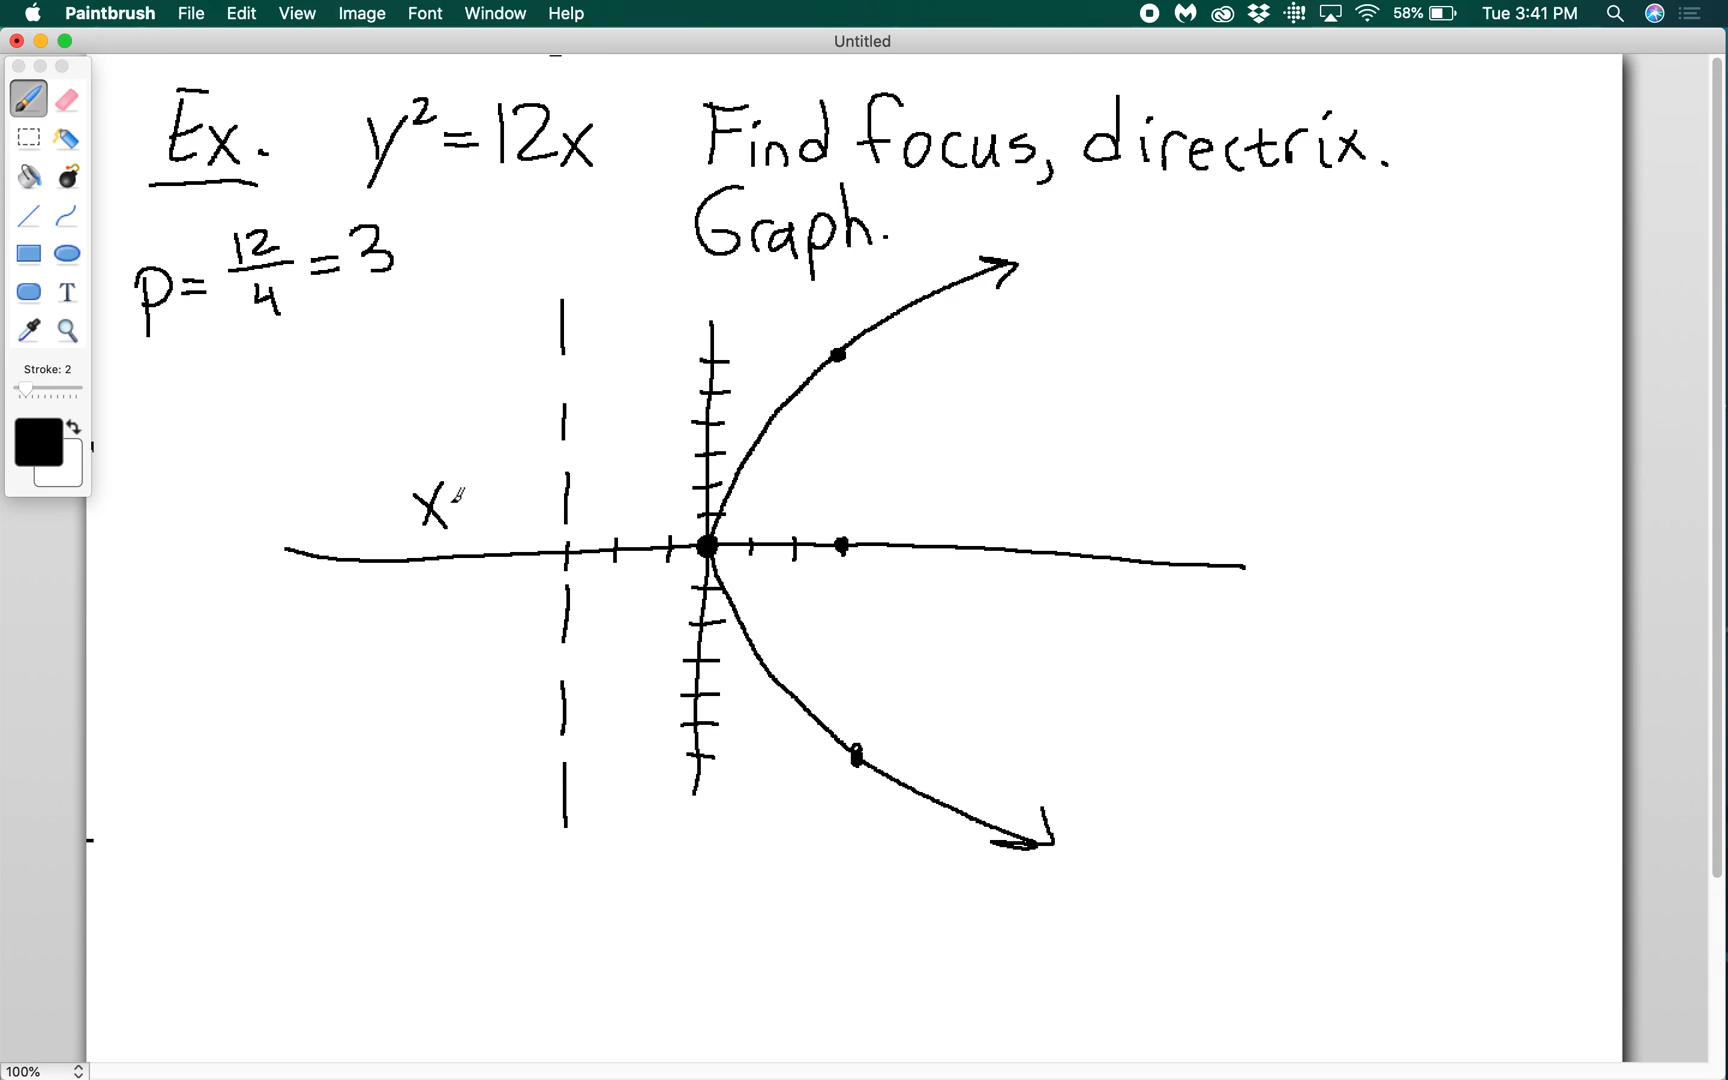 Paintbrush File Edit View Image Font Window Help 58% Tue 3:41 PM
Untitled
Ex. y² = 12x Find focus, directrix.
Graph.
p = 12/4 = 3
T
Stroke: 2
x
100%